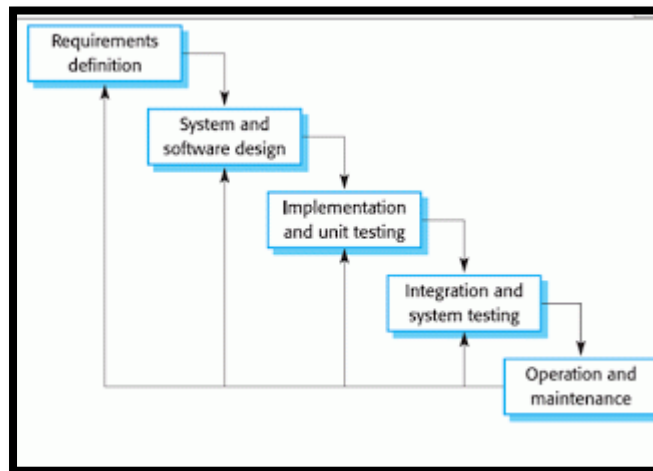 Requirements
definition
System and
software design
Implementation
and unit testing
Integration and
system testing
Operation and
maintenance